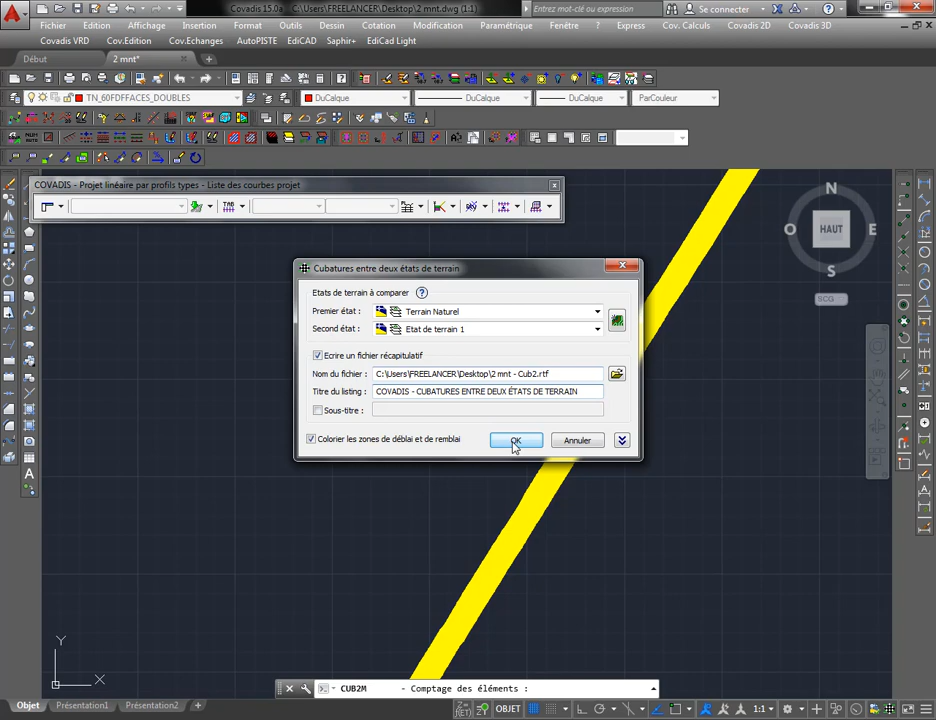 Covadis 15.0a C:\Users\FREELANCER\Desktop\2 mnt.dwg (1:1)
Entrez mot-clé ou expression
Se connecter
Fichier Edition Affichage Insertion Format Outils Dessin Cotation Modification Paramétrique Fenêtre ? Express Cov. Calculs Covadis 2D Covadis 3D
Covadis VRD Cov.Edition Cov.Echanges AutoPISTE EdiCAD Saphir+ EdiCad Light
Début 2 mnt*
TN_60FDFFACES_DOUBLES DuCalque DuCalque DuCalque ParCouleur
COVADIS - Projet linéaire par profils types - Liste des courbes projet
TAB
N
O HAUT E
S
SCG
Cubatures entre deux états de terrain
Etats de terrain à comparer ?
Premier état : Terrain Naturel
Second état : Etat de terrain 1
Ecrire un fichier récapitulatif
Nom du fichier : C:\Users\FREELANCER\Desktop\2 mnt - Cub2.rtf
Titre du listing : COVADIS - CUBATURES ENTRE DEUX ÉTATS DE TERRAIN
Sous-titre :
Colorier les zones de déblai et de remblai OK Annuler
Y
X
CUB2M - Comptage des éléments :
Objet Présentation1 Présentation2 + OBJET 1:1